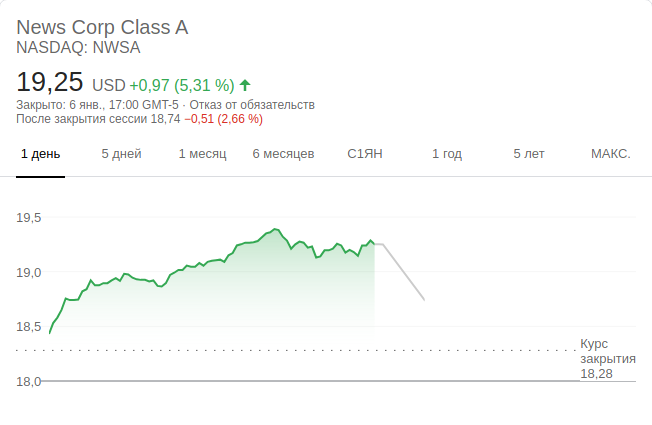 News Corp Class A
NASDAQ: NWSA
19,25 USD +0,97 (5,31 %)
Закрыто: 6 янв., 17:00 GMT-5 · Отказ от обязательств
После закрытия сессии 18,74 −0,51 (2,66 %)
1 день 5 дней 1 месяц 6 месяцев С1ЯН 1 год 5 лет МАКС.
19,5
19,0
18,5
Курс
закрытия
18,28
18,0